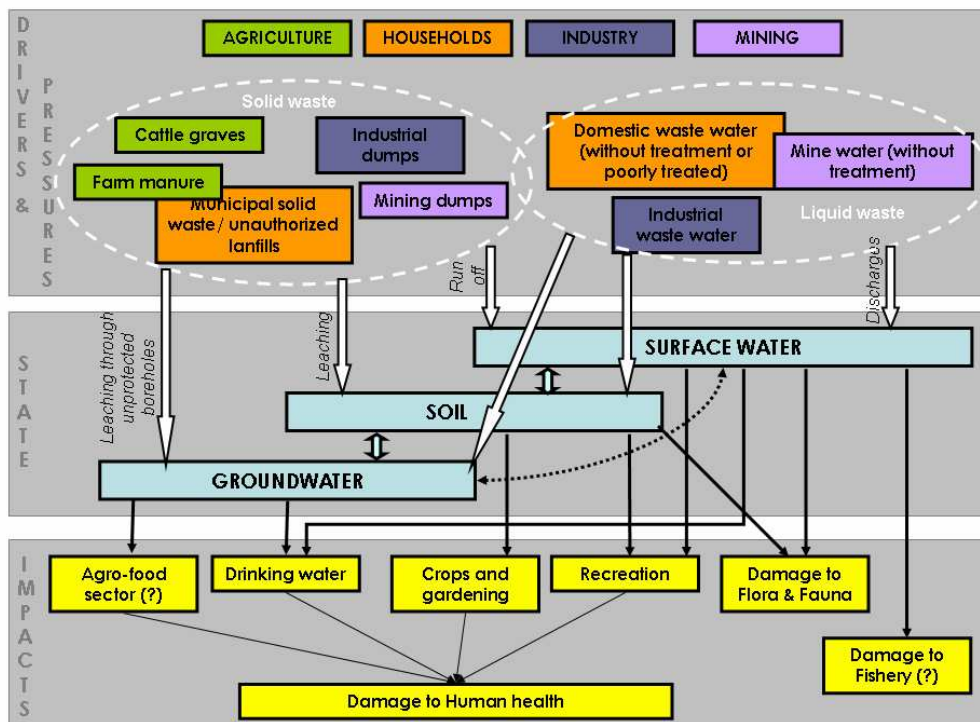 DRIVERS &
PRESSURES
AGRICULTURE
HOUSEHOLDS
INDUSTRY
MINING
Solid waste
Cattle graves
Industrial
dumps
Farm manure
Municipal solid
waste/ unauthorized
lanfills
Mining dumps
Domestic waste water
(without treatment or
poorly treated)
Mine water (without
treatment)
Industrial
waste water
Liquid waste
Leaching through
unprotected
boreholes
Leaching
Run
off
Discharges
STATE
SURFACE WATER
SOIL
GROUNDWATER
IMPACTS
Agro-food
sector (?)
Drinking water
Crops and
gardening
Recreation
Damage to
Flora & Fauna
Damage to
Fishery (?)
Damage to Human health